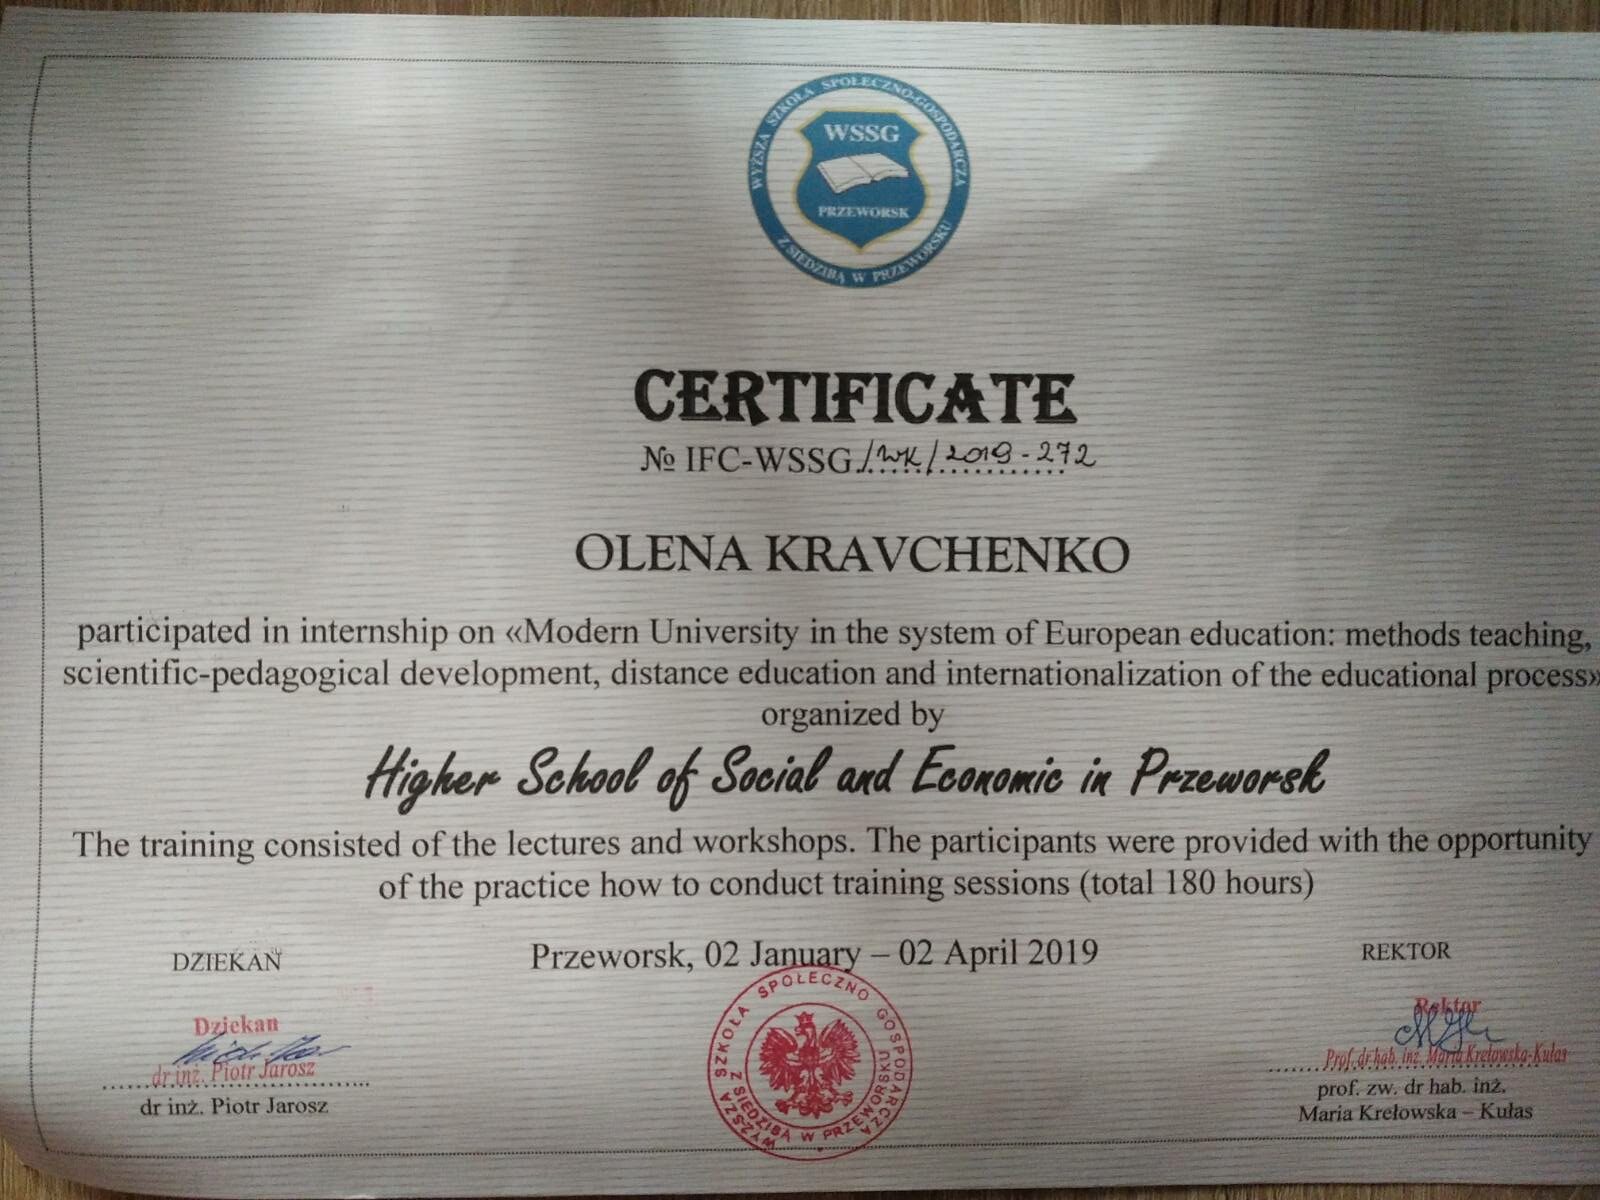 WYŻSZA SZKOŁA SPOŁECZNO-GOSPODARCZA
Z SIEDZIBĄ W PRZEWORSKU
WSSG
PRZEWORSK
CERTIFICATE
№ IFC-WSSG/WK/2019-272
OLENA KRAVCHENKO
participated in internship on «Modern University in the system of European education: methods teaching,
scientific-pedagogical development, distance education and internationalization of the educational process»
organized by
Higher School of Social and Economic in Przeworsk
The training consisted of the lectures and workshops. The participants were provided with the opportunity
of the practice how to conduct training sessions (total 180 hours)
DZIEKAN
Przeworsk, 02 January – 02 April 2019
REKTOR
Dziekan
dr inż. Piotr Jarosz
dr inż. Piotr Jarosz
WYŻSZA SZKOŁA SPOŁECZNO GOSPODARCZA
Z SIEDZIBĄ W PRZEWORSKU
Rektor
Prof. dr hab. inż. Maria Krełowska-Kułas
prof. zw. dr hab. inż.
Maria Krełowska – Kułas